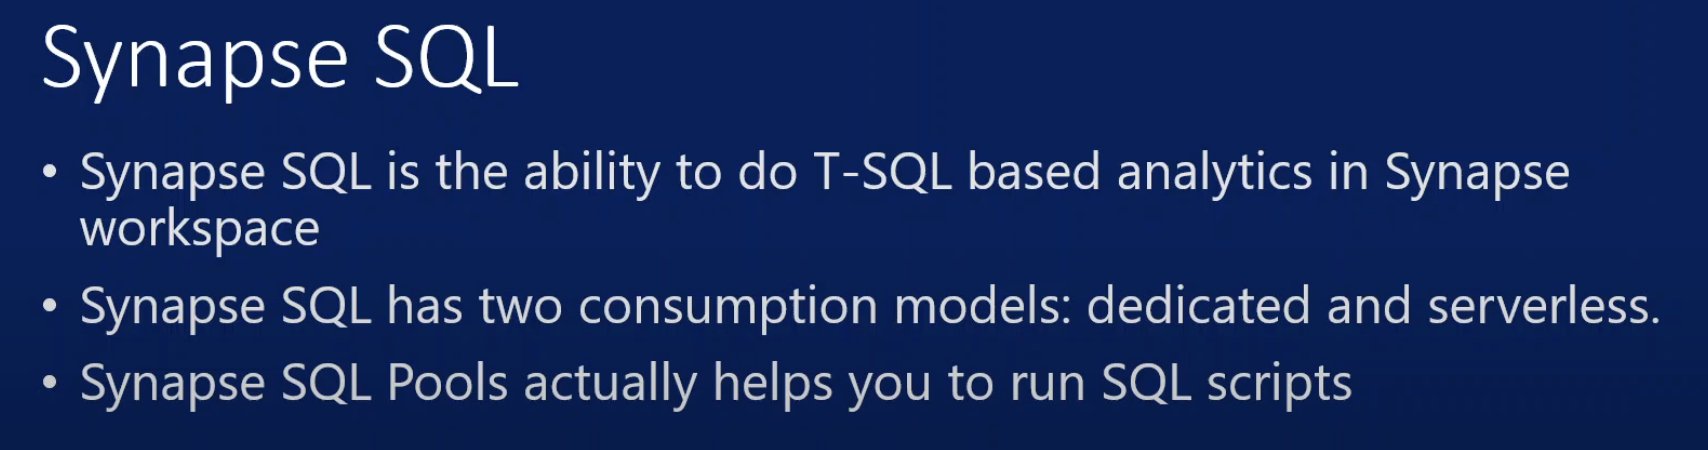 Synapse SQL
• Synapse SQL is the ability to do T-SQL based analytics in Synapse
workspace
• Synapse SQL has two consumption models: dedicated and serverless.
• Synapse SQL Pools actually helps you to run SQL scripts